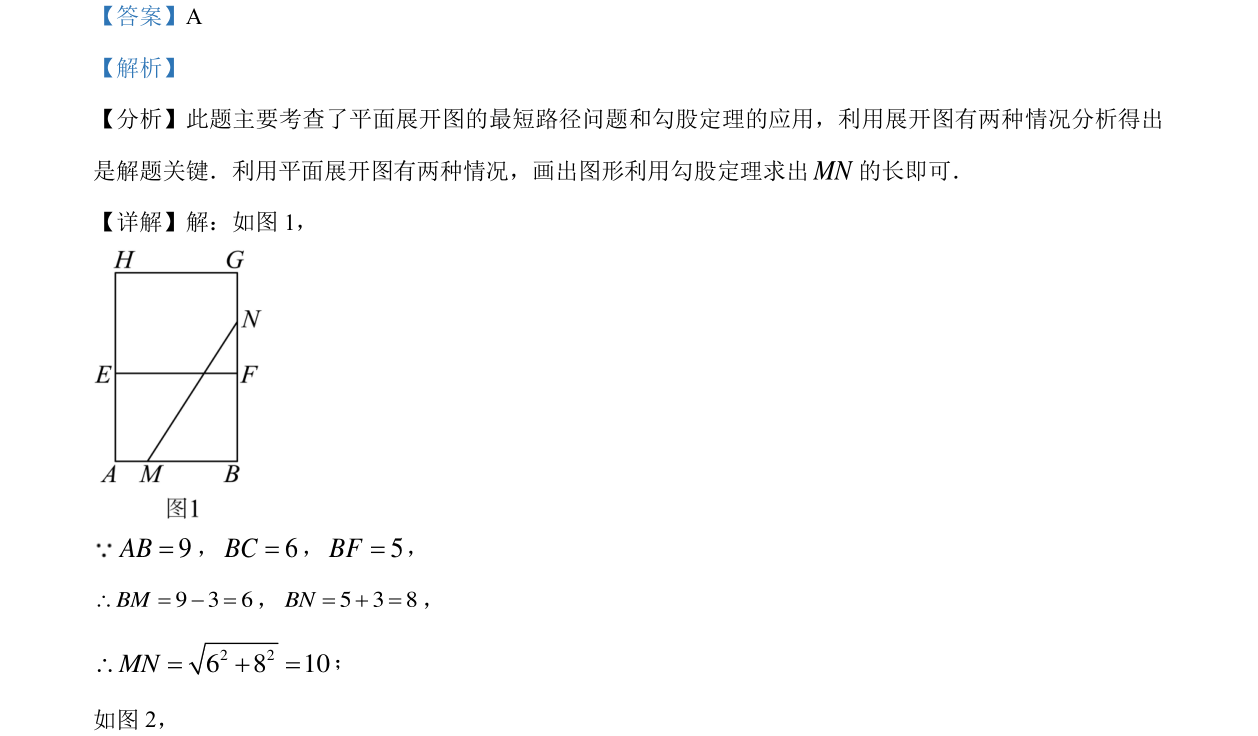 【答案】A
【解析】
【分析】此题主要考查了平面展开图的最短路径问题和勾股定理的应用，利用展开图有两种情况分析得出
是解题关键．利用平面展开图有两种情况，画出图形利用勾股定理求出 MN 的长即可．
【详解】解：如图 1，
H G
N
E F
A M B
图1
∵ AB = 9，BC = 6，BF = 5，
∴ BM = 9 − 3 = 6，BN = 5 + 3 = 8，
∴ MN = √(6² + 8²) = 10；
如图 2，